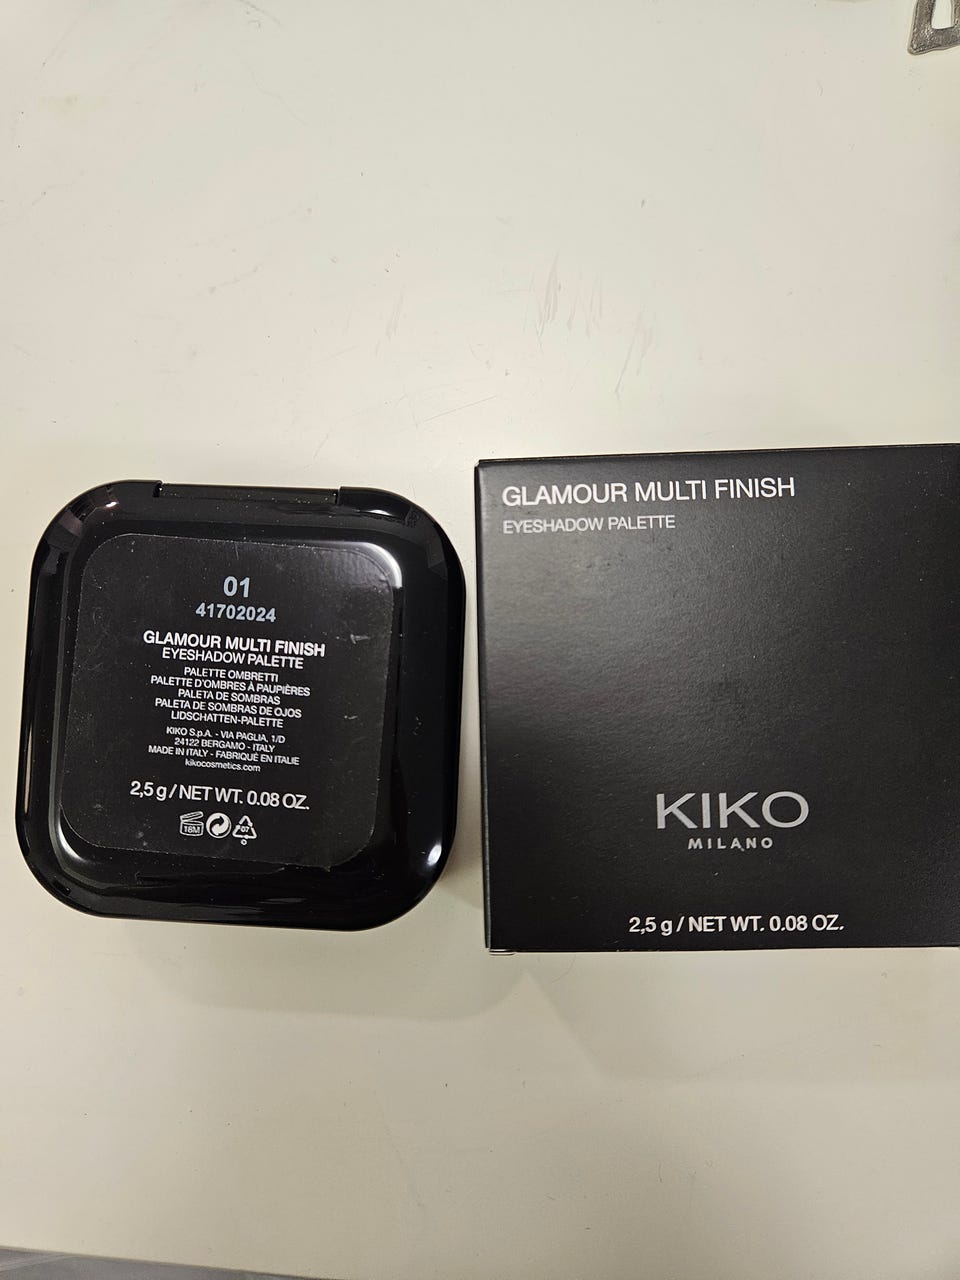 01
41702024
GLAMOUR MULTI FINISH
EYESHADOW PALETTE
PALETTE OMBRETTI
PALETTE D'OMBRES À PAUPIÈRES
PALETA DE SOMBRAS
PALETA DE SOMBRAS DE OJOS
LIDSCHATTEN-PALETTE
KIKO S.p.A. - VIA PAGLIA, 1/D
24122 BERGAMO - ITALY
MADE IN ITALY - FABRIQUÉ EN ITALIE
kikocosmetics.com
2,5 g / NET WT. 0.08 OZ.
18M
07
GLAMOUR MULTI FINISH
EYESHADOW PALETTE
KIKO
MILANO
2,5 g / NET WT. 0.08 OZ.